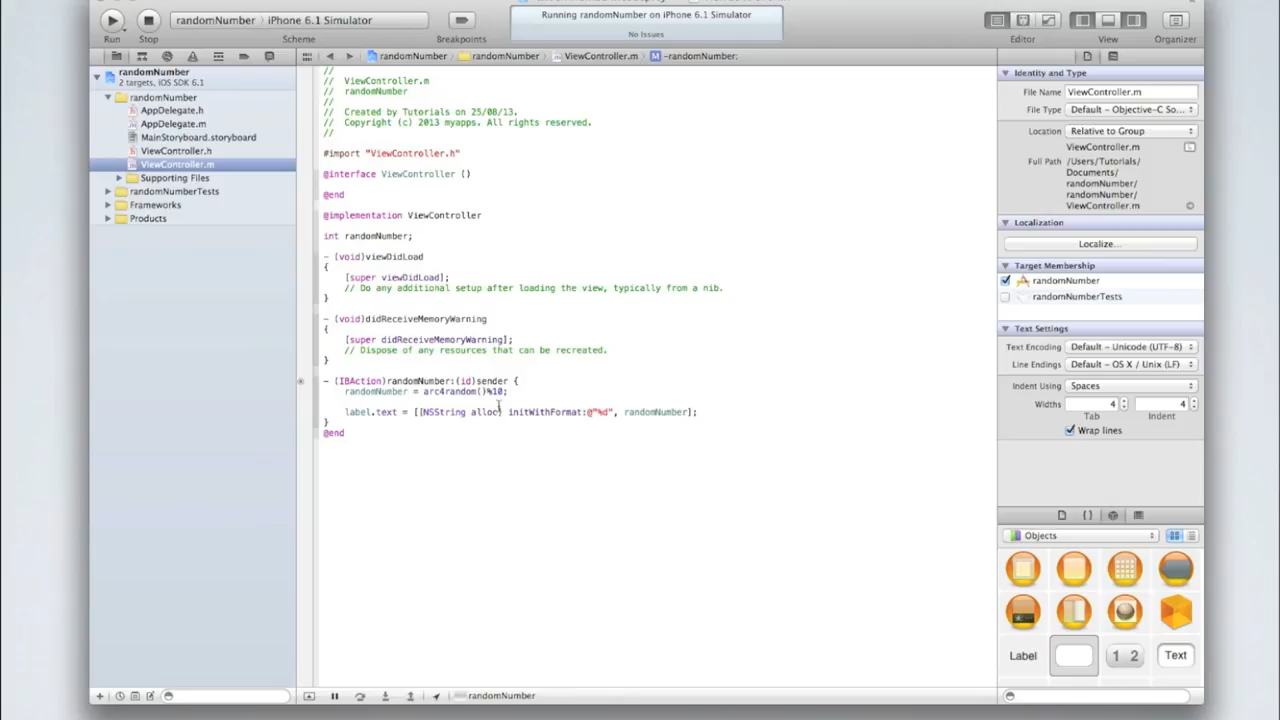 Running randomNumber on iPhone 6.1 Simulator
No Issues
randomNumber
iPhone 6.1 Simulator
Run
Stop
Scheme
Breakpoints
Editor
View
Organizer
randomNumber
randomNumber
ViewController.m
M
-randomNumber:
randomNumber
2 targets, iOS SDK 6.1
randomNumber
AppDelegate.h
AppDelegate.m
MainStoryboard.storyboard
ViewController.h
ViewController.m
Supporting Files
randomNumberTests
Frameworks
Products
//
// ViewController.m
// randomNumber
//
// Created by Tutorials on 25/08/13.
// Copyright (c) 2013 myapps. All rights reserved.
//
#import "ViewController.h"
@interface ViewController ()
@end
@implementation ViewController
int randomNumber;
- (void)viewDidLoad
{
[super viewDidLoad];
// Do any additional setup after loading the view, typically from a nib.
}
- (void)didReceiveMemoryWarning
{
[super didReceiveMemoryWarning];
// Dispose of any resources that can be recreated.
}
- (IBAction)randomNumber:(id)sender {
randomNumber = arc4random()%10;
label.text = [[NSString alloc] initWithFormat:@"%d", randomNumber];
}
@end
randomNumber
Identity and Type
File Name ViewController.m
File Type Default - Objective-C So...
Location Relative to Group
ViewController.m
Full Path /Users/Tutorials/
Documents/
randomNumber/
randomNumber/
ViewController.m
Localization
Localize...
Target Membership
randomNumber
randomNumberTests
Text Settings
Text Encoding Default - Unicode (UTF-8)
Line Endings Default - OS X / Unix (LF)
Indent Using Spaces
Widths 4 4
Tab Indent
Wrap lines
{ }
Objects
Label
1 2
Text